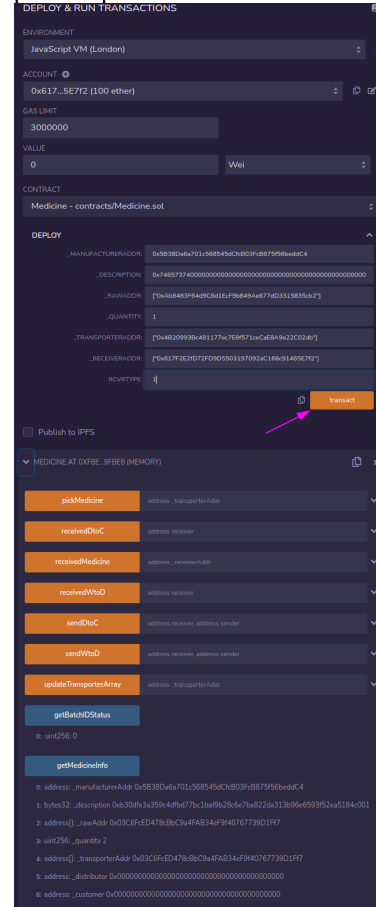 DEPLOY & RUN TRANSACTIONS
ENVIRONMENT
JavaScript VM (London)
ACCOUNT
0x617...5E7f2 (100 ether)
GAS LIMIT
3000000
VALUE
0 Wei
CONTRACT
Medicine - contracts/Medicine.sol
DEPLOY
_MANUFACTURERADDR: 0x5B38Da6a701c568545dCfcB03FcB875f56beddC4
_DESCRIPTION: 0x7465737400000000000000000000000000000000000000000000000000000000
_RAWADDR: ["0xAb8483F64d9C6d1EcF9b849Ae677dD3315835cb2"]
_QUANTITY: 1
_TRANSPORTERADDR: ["0x4B20993Bc481177ec7E8f571ceCaE8A9e22C02db"]
_RECEIVERADDR: ["0x617F2E2fD72FD9D5503197092aC168c91465E7f2"]
RCVRTYPE: 1
transact
Publish to IPFS
MEDICINE AT 0XF8E...9FBE8 (MEMORY)
pickMedicine address _transporterAddr
receivedDtoC address receiver
receivedMedicine address _receiverAddr
receivedWtoD address receiver
sendDtoC address receiver, address sender
sendWtoD address receiver, address sender
updateTransporterArray address _transporterAddr
getBatchIDStatus
0: uint256: 0
getMedicineInfo
0: address: _manufacturerAddr 0x5B38Da6a701c568545dCfcB03FcB875f56beddC4
1: bytes32: _description 0xb30dfe3a359c4dfbd77bc1baf9b28c6e7ba822da313b96e6593f52ea5184c001
2: address[]: _rawAddr 0x03C6FcED478cBbC9a4FAB34eF9f40767739D1Ff7
3: uint256: _quantity 2
4: address[]: _transporterAddr 0x03C6FcED478cBbC9a4FAB34eF9f40767739D1Ff7
5: address: _distributor 0x0000000000000000000000000000000000000000
6: address: _customer 0x0000000000000000000000000000000000000000